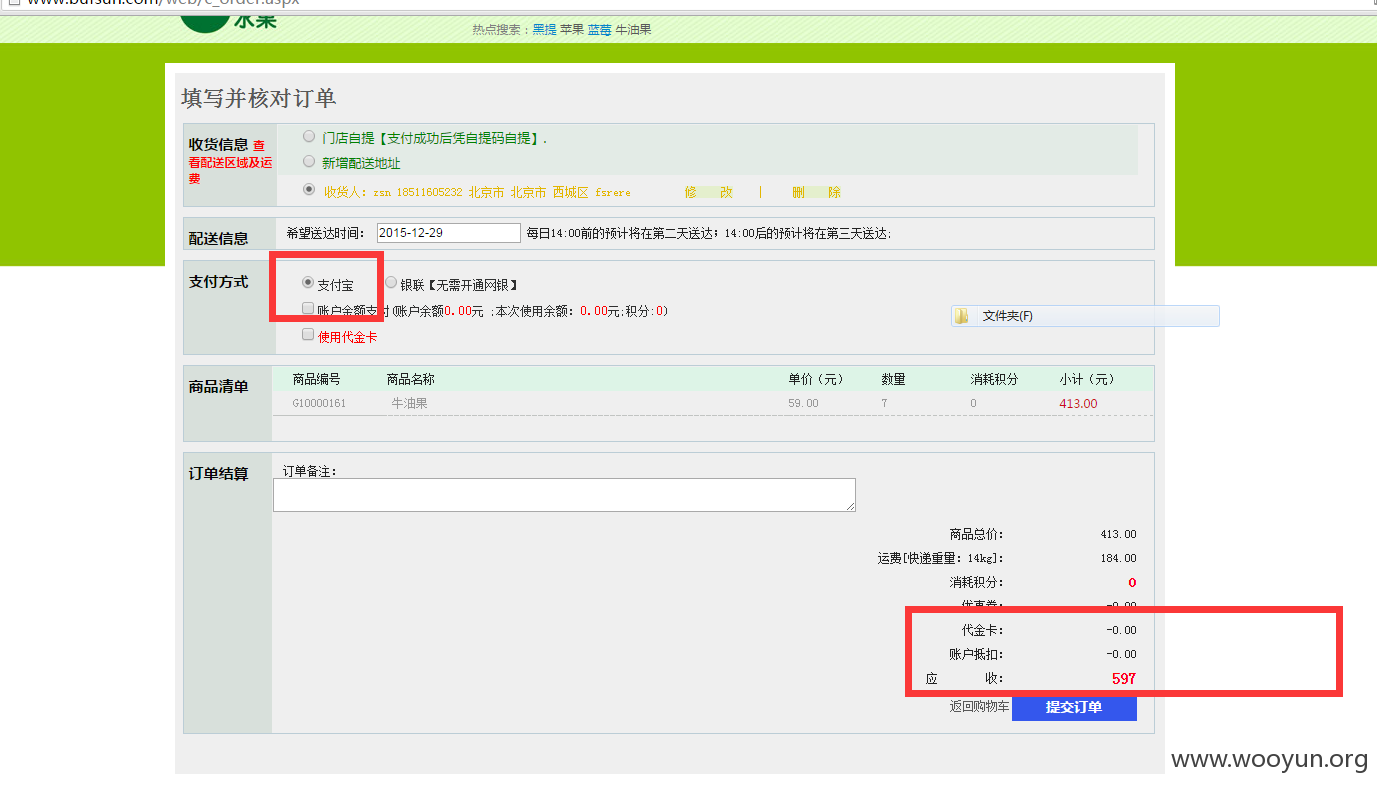 热点搜索：黑提 苹果 蓝莓 牛油果
填写并核对订单
收货信息 查看配送区域及运费
门店自提【支付成功后凭自提码自提】.
新增配送地址
收货人: zsn 18511605232 北京市 北京市 西城区 fsrere 修 改 | 删 除
配送信息 希望送达时间: 2015-12-29 每日14:00前的预计将在第二天送达; 14:00后的预计将在第三天送达;
支付方式 支付宝 银联【无需开通网银】
账户余额支付(账户余额0.00元 ;本次使用余额: 0.00元;积分:0)
使用代金卡
文件夹(F)
商品清单 商品编号 商品名称 单价（元） 数量 消耗积分 小计（元）
G10000161 牛油果 59.00 7 0 413.00
订单结算 订单备注:
商品总价: 413.00
运费[快递重量: 14kg]: 184.00
消耗积分: 0
优惠券: -0.00
代金卡: -0.00
账户抵扣: -0.00
应 收: 597
返回购物车 提交订单
www.wooyun.org